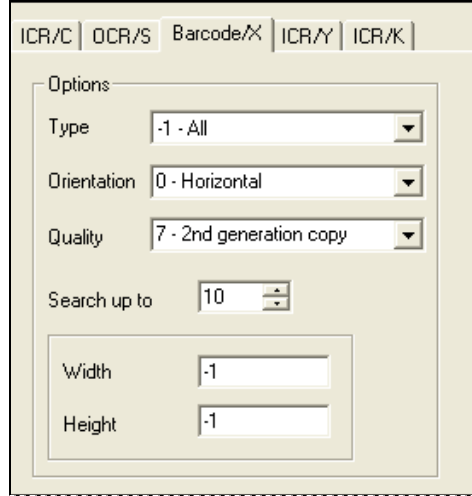 ICR/C OCR/S Barcode/X ICR/Y ICR/K
Options
Type -1 - All
Orientation 0 - Horizontal
Quality 7 - 2nd generation copy
Search up to 10
Width -1
Height -1